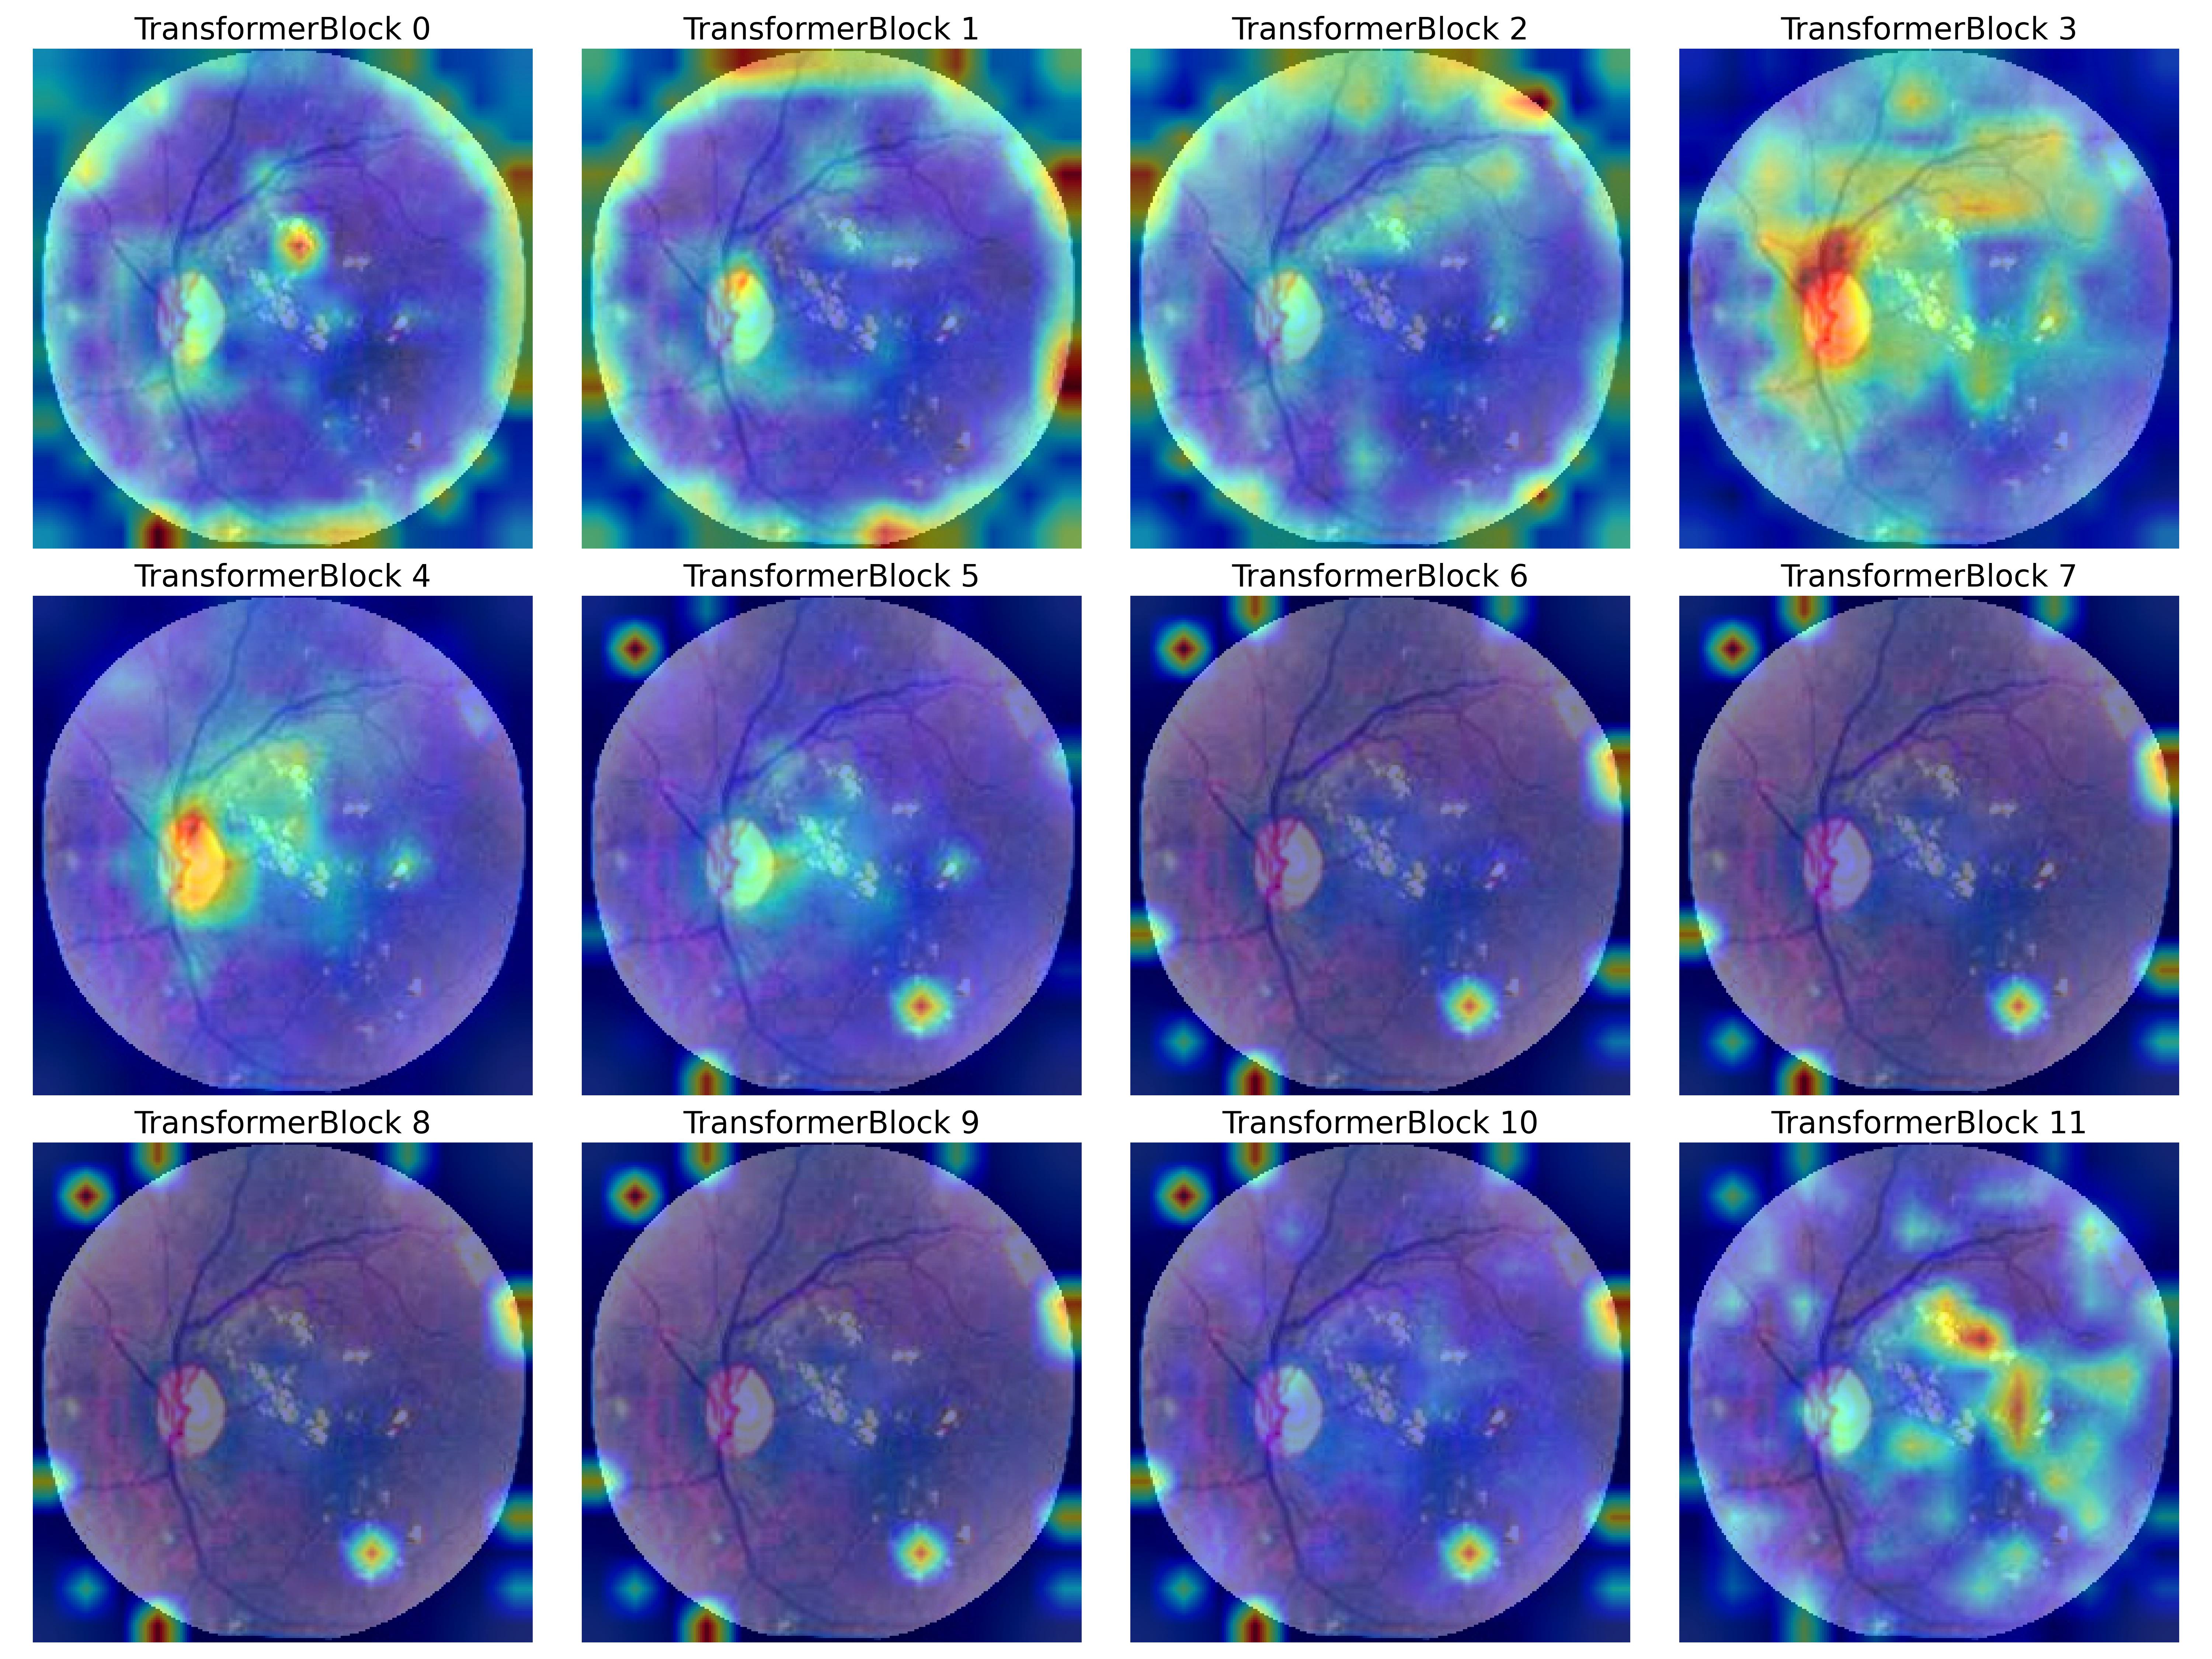 TransformerBlock 0
TransformerBlock 1
TransformerBlock 2
TransformerBlock 3
TransformerBlock 4
TransformerBlock 5
TransformerBlock 6
TransformerBlock 7
TransformerBlock 8
TransformerBlock 9
TransformerBlock 10
TransformerBlock 11